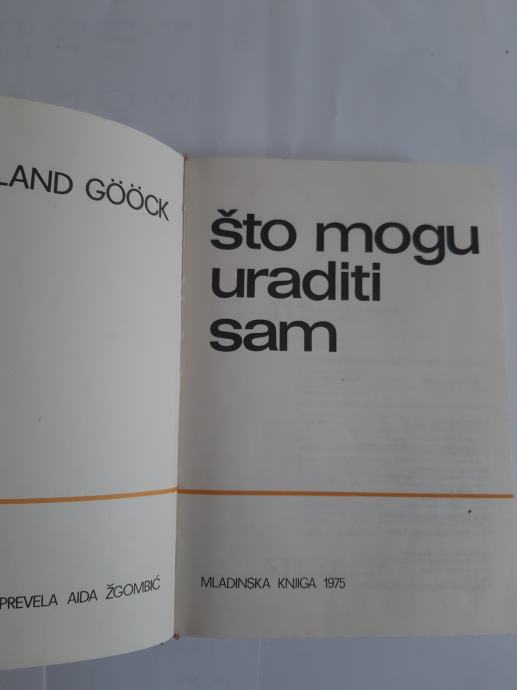 LAND GÖÖCK
što mogu
uraditi
sam
PREVELA AIDA ŽGOMBIĆ
MLADINSKA KNJIGA 1975